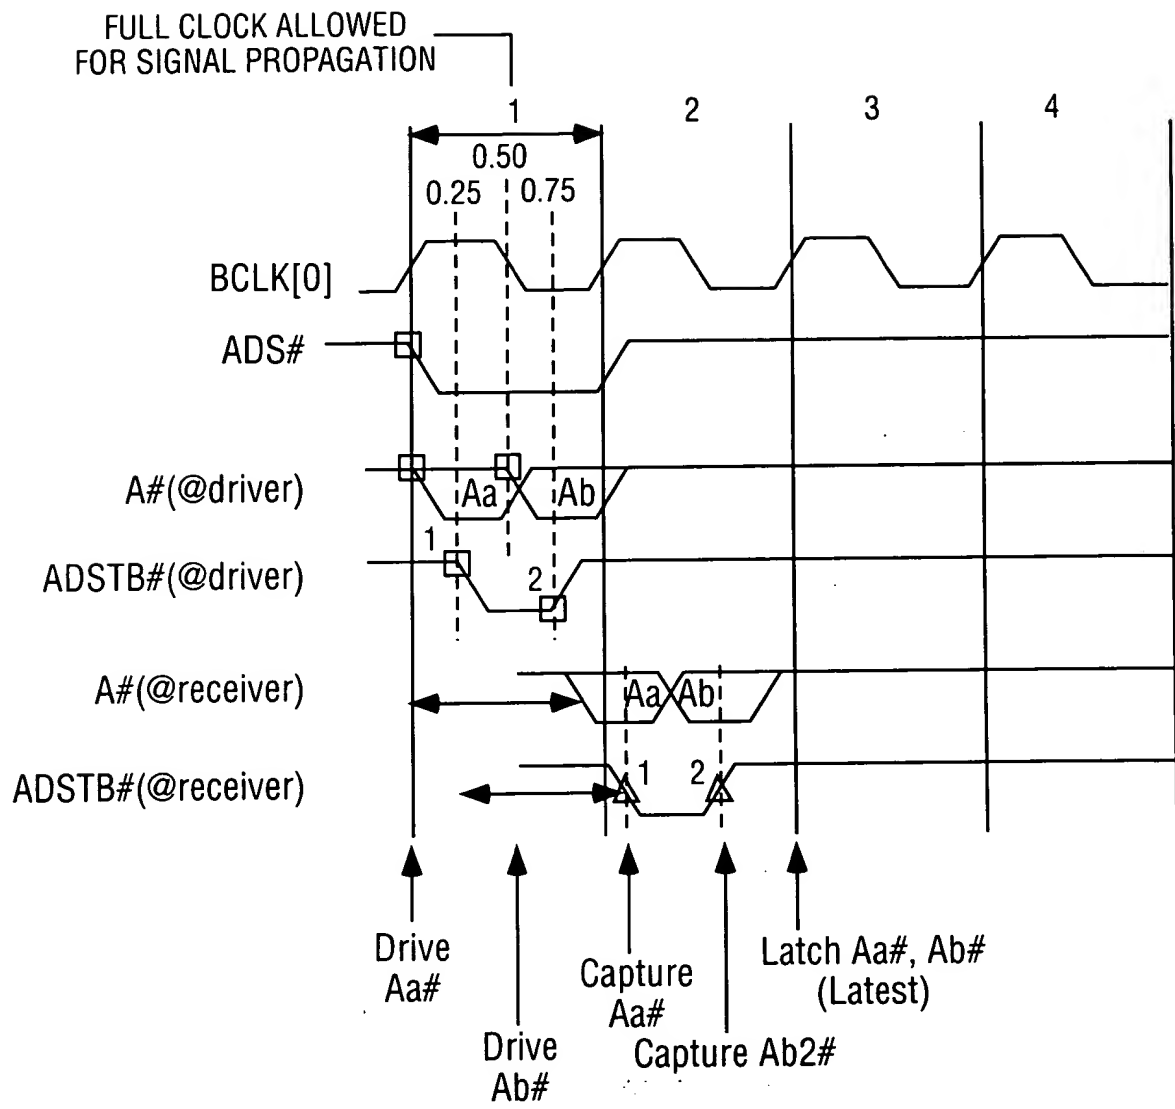 FULL CLOCK ALLOWED
FOR SIGNAL PROPAGATION
1
2
3
4
0.50
0.25
0.75
BCLK[0]
ADS#
A#(@driver)
Aa
Ab
1
ADSTB#(@driver)
2
A#(@receiver)
Aa
Ab
ADSTB#(@receiver)
1
2
Drive
Aa#
Drive
Ab#
Capture
Aa#
Capture Ab2#
Latch Aa#, Ab#
(Latest)